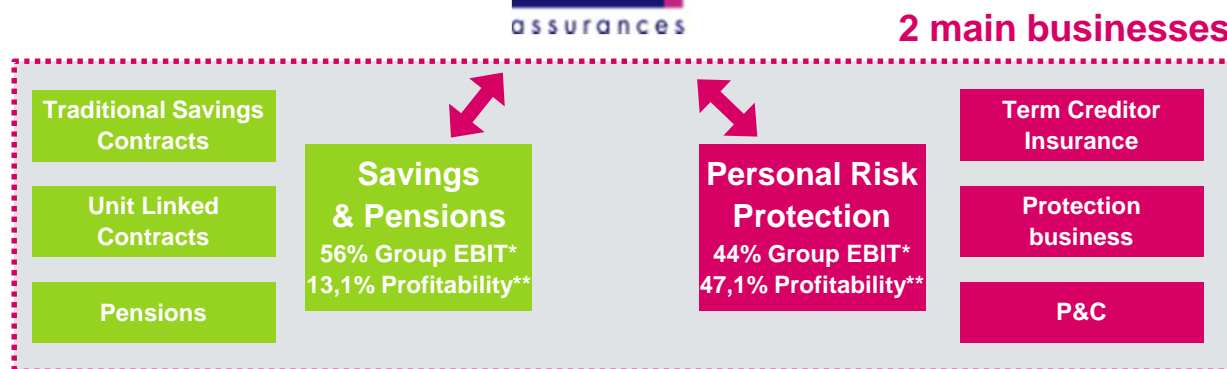 assurances
2 main businesses
Traditional Savings
Contracts
Unit Linked
Contracts
Pensions
Savings
& Pensions
56% Group EBIT*
13,1% Profitability**
Personal Risk
Protection
44% Group EBIT*
47,1% Profitability**
Term Creditor
Insurance
Protection
business
P&C